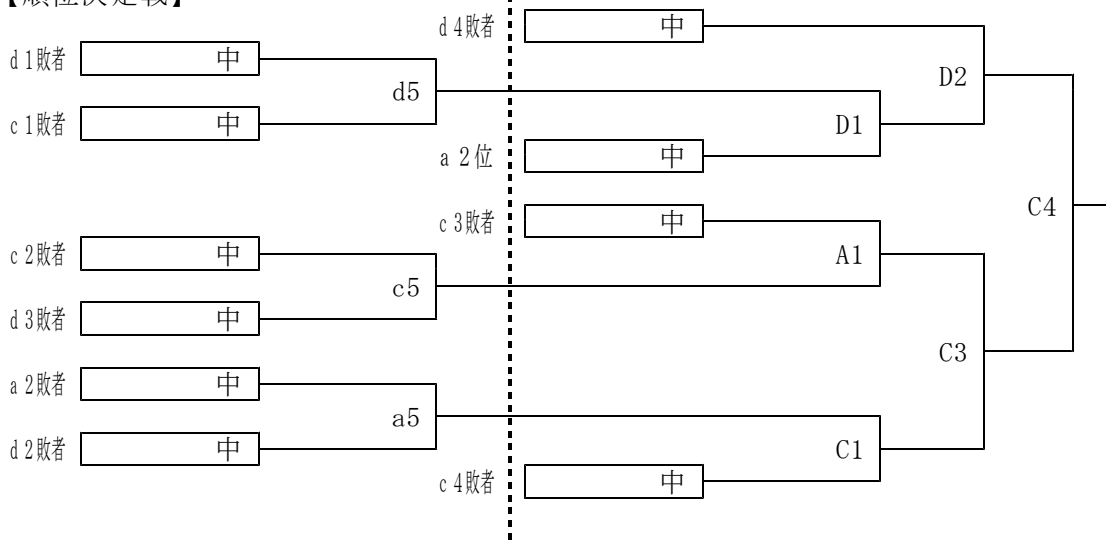 【順位決定戦】
d4敗者 中
d1敗者 中
D2
d5
c1敗者 中
D1
a2位 中
C4
c3敗者 中
c2敗者 中
A1
c5
d3敗者 中
C3
a2敗者 中
a5
d2敗者 中
C1
c4敗者 中